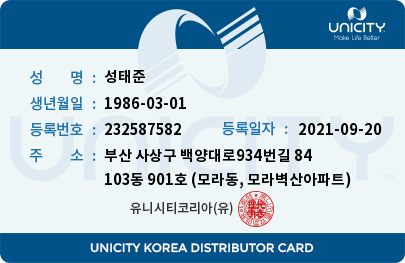 UNICITY
Make Life Better
성 명 : 성태준
생년월일 : 1986-03-01
등록번호 : 232587582 등록일자 : 2021-09-20
주 소 : 부산 사상구 백양대로934번길 84
103동 901호 (모라동, 모라벽산아파트)
유니시티코리아(유)
UNICITY
UNICITY KOREA DISTRIBUTOR CARD